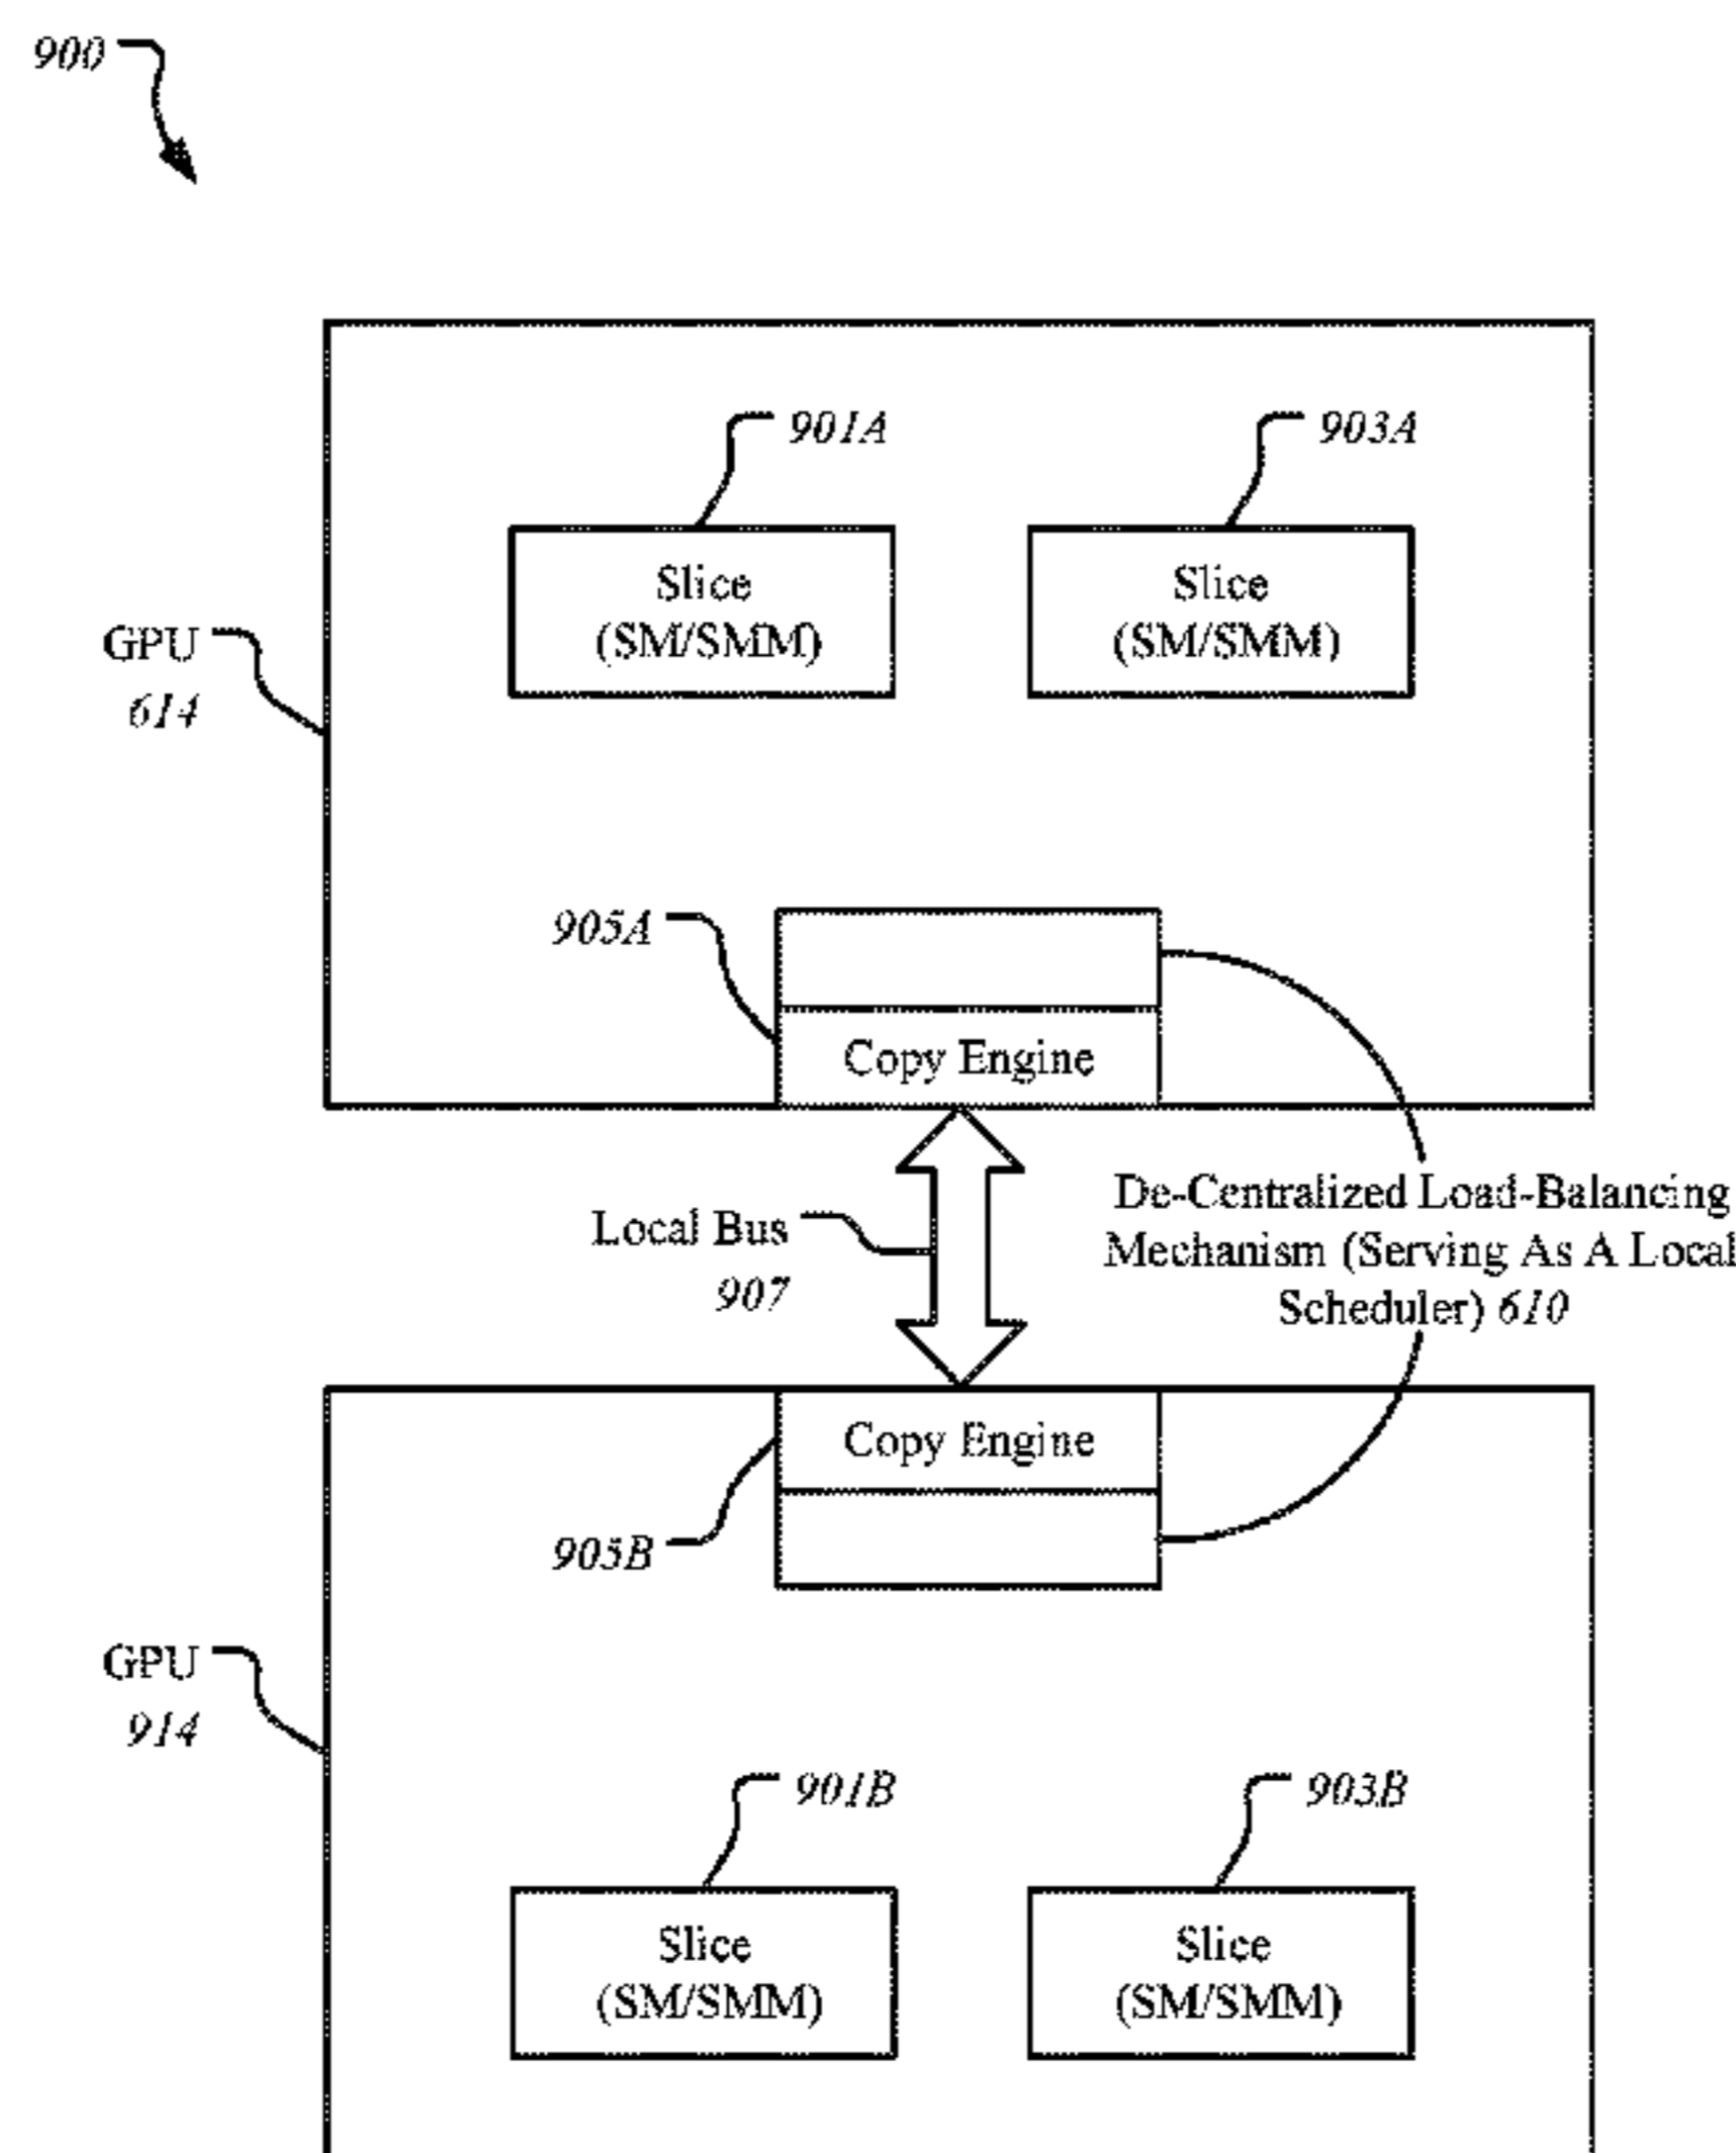 900
901A
903A
Slice
(SM/SMM)
Slice
(SM/SMM)
GPU
614
905A
Copy Engine
Local Bus
907
De-Centralized Load-Balancing
Mechanism (Serving As A Local
Scheduler) 610
Copy Engine
905B
GPU
914
901B
903B
Slice
(SM/SMM)
Slice
(SM/SMM)